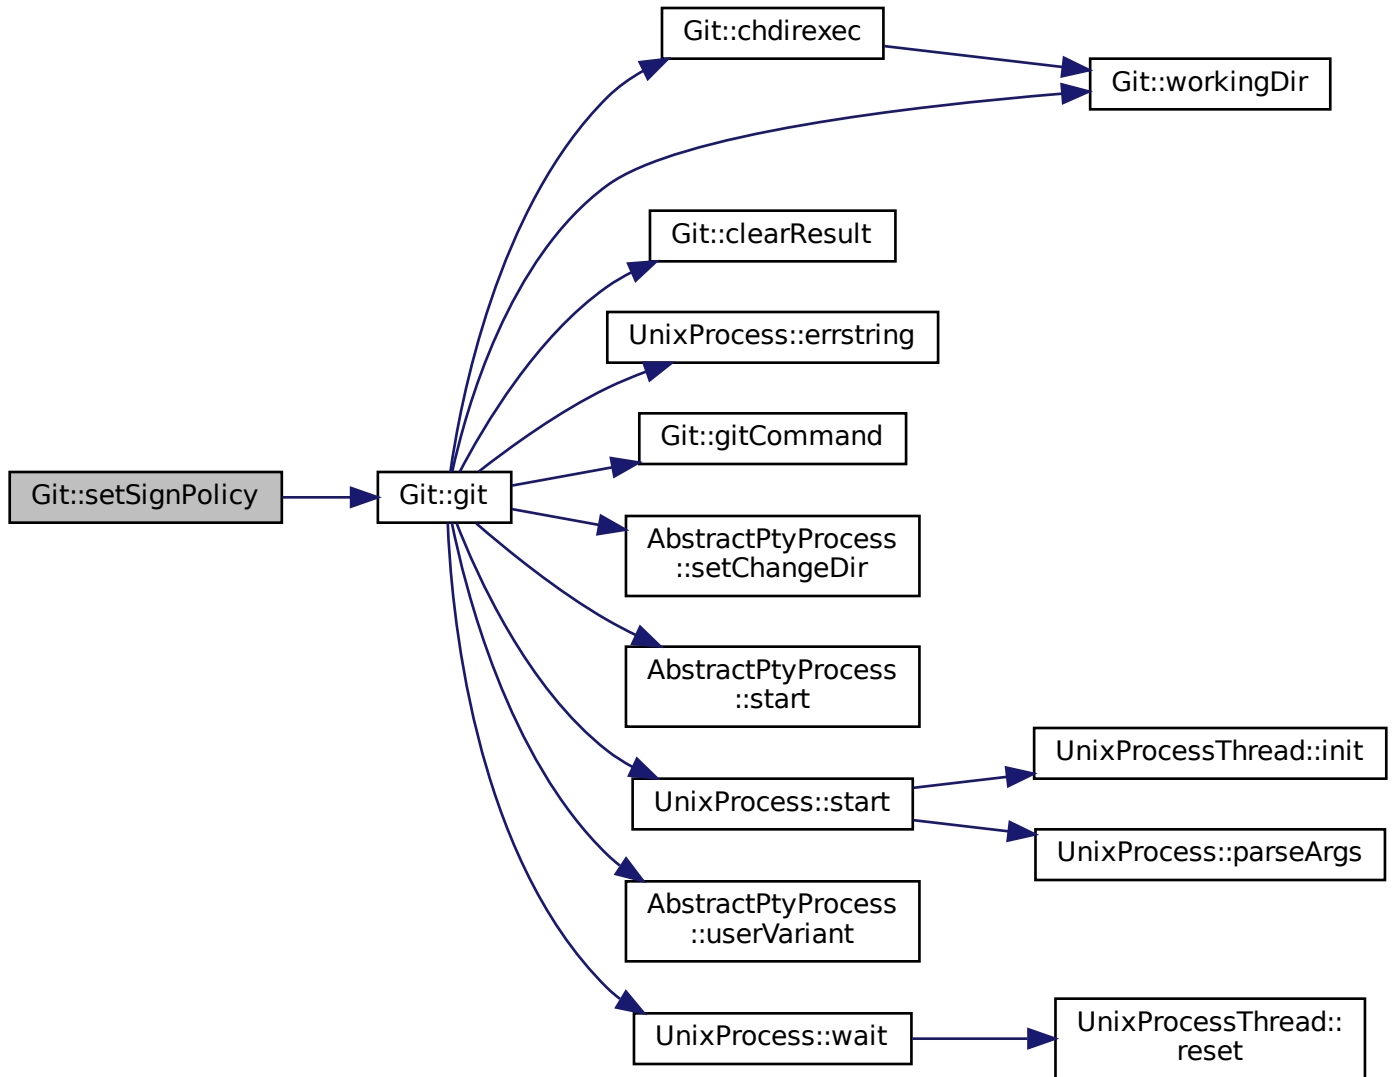 Git::chdirexec
Git::workingDir
Git::clearResult
UnixProcess::errstring
Git::gitCommand
Git::setSignPolicy
Git::git
AbstractPtyProcess
::setChangeDir
AbstractPtyProcess
::start
UnixProcessThread::init
UnixProcess::start
UnixProcess::parseArgs
AbstractPtyProcess
::userVariant
UnixProcess::wait
UnixProcessThread::
reset